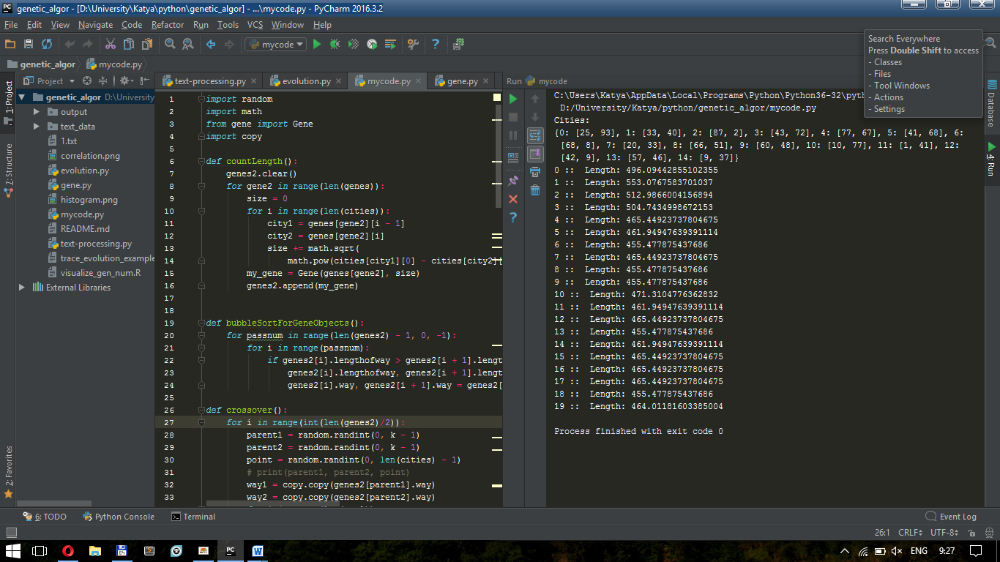 genetic_algor - [D:\University\Katya\python\genetic_algor] - ...\mycode.py - PyCharm 2016.3.2
File Edit View Navigate Code Refactor Run Tools VCS Window Help
mycode
genetic_algor mycode.py
Project
text-processing.py evolution.py mycode.py gene.py
1: Project
7: Structure
2: Favorites
genetic_algor D:\University
output
text_data
1.txt
correlation.png
evolution.py
gene.py
histogram.png
mycode.py
README.md
text-processing.py
trace_evolution_example
visualize_gen_num.R
External Libraries
1 import random
2 import math
3 from gene import Gene
4 import copy
5
6 def countLength():
7 genes2.clear()
8 for gene2 in range(len(genes)):
9 size = 0
10 for i in range(len(cities)):
11 city1 = genes[gene2][i - 1]
12 city2 = genes[gene2][i]
13 size += math.sqrt(
14 math.pow(cities[city1][0] - cities[city2][
15 my_gene = Gene(genes[gene2], size)
16 genes2.append(my_gene)
17
18
19 def bubbleSortForGeneObjects():
20 for passnum in range(len(genes2) - 1, 0, -1):
21 for i in range(passnum):
22 if genes2[i].lengthofway > genes2[i + 1].lengt
23 genes2[i].lengthofway, genes2[i + 1].lengt
24 genes2[i].way, genes2[i + 1].way = genes2[
25
26 def crossover():
27 for i in range(int(len(genes2)/2)):
28 parent1 = random.randint(0, k - 1)
29 parent2 = random.randint(0, k - 1)
30 point = random.randint(0, len(cities) - 1)
31 # print(parent1, parent2, point)
32 way1 = copy.copy(genes2[parent1].way)
33 way2 = copy.copy(genes2[parent2].way)
Run mycode
C:\Users\Katya\AppData\Local\Programs\Python\Python36-32\pyth
D:/University/Katya/python/genetic_algor/mycode.py
Cities:
{0: [25, 93], 1: [33, 40], 2: [87, 2], 3: [43, 72], 4: [77, 67], 5: [41, 68], 6:
[68, 8], 7: [20, 33], 8: [66, 51], 9: [60, 48], 10: [10, 77], 11: [1, 41], 12:
[42, 9], 13: [57, 46], 14: [9, 37]}
0 :: Length: 496.09442855102355
1 :: Length: 553.0767583701037
2 :: Length: 512.9866004156894
3 :: Length: 504.7434998672153
4 :: Length: 465.44923737804675
5 :: Length: 461.94947639391114
6 :: Length: 455.477875437686
7 :: Length: 465.44923737804675
8 :: Length: 455.477875437686
9 :: Length: 455.477875437686
10 :: Length: 471.3104776362832
11 :: Length: 461.94947639391114
12 :: Length: 465.44923737804675
13 :: Length: 455.477875437686
14 :: Length: 461.94947639391114
15 :: Length: 465.44923737804675
16 :: Length: 465.44923737804675
17 :: Length: 465.44923737804675
18 :: Length: 455.477875437686
19 :: Length: 464.01181603385004
Process finished with exit code 0
Search Everywhere
Press Double Shift to access
- Classes
- Files
- Tool Windows
- Actions
- Settings
Database
4: Run
6: TODO Python Console Terminal Event Log
26:1 CRLF UTF-8
ENG 9:27